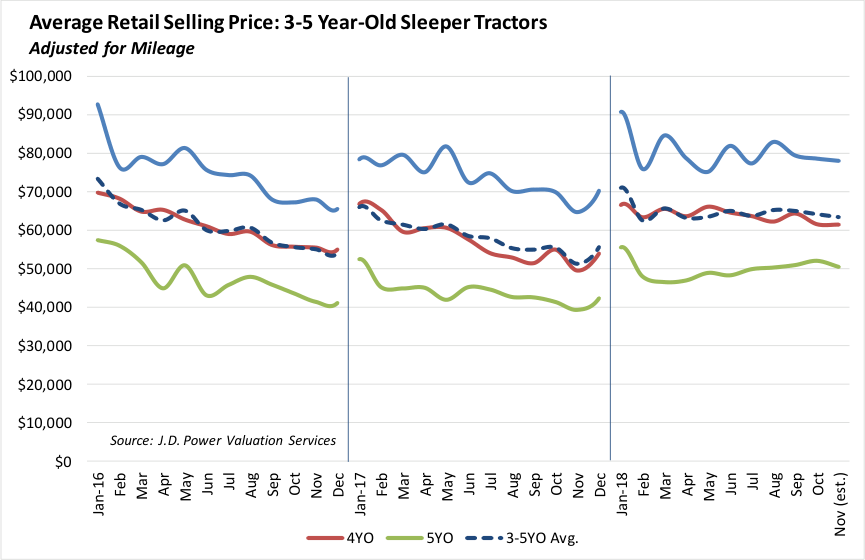 Average Retail Selling Price: 3-5 Year-Old Sleeper Tractors
Adjusted for Mileage
$100,000
$90,000
$80,000
$70,000
$60,000
$50,000
$40,000
$30,000
$20,000
$10,000
$0
Source: J.D. Power Valuation Services
Jan-16
Feb
Mar
Apr
May
Jun
Jul
Aug
Sep
Oct
Nov
Dec
Jan-17
Feb
Mar
Apr
May
Jun
Jul
Aug
Sep
Oct
Nov
Dec
Jan-18
Feb
Mar
Apr
May
Jun
Jul
Aug
Sep
Oct
Nov (est.)
4YO
5YO
3-5YO Avg.